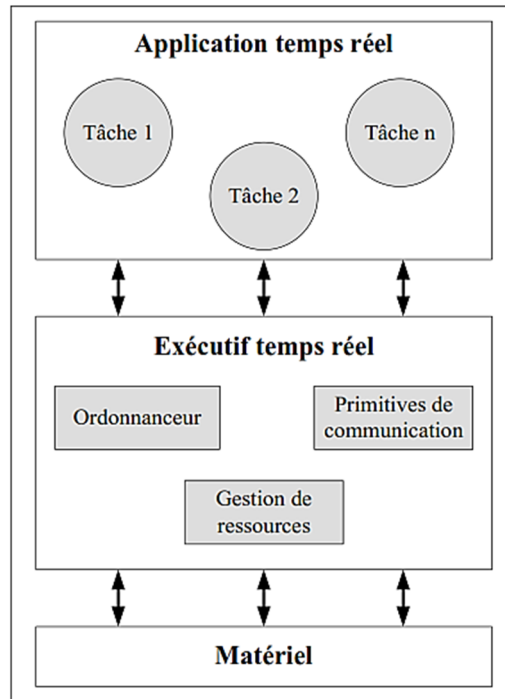 Application temps réel
Tâche 1
Tâche n
Tâche 2
Exécutif temps réel
Ordonnanceur
Primitives de
communication
Gestion de
ressources
Matériel